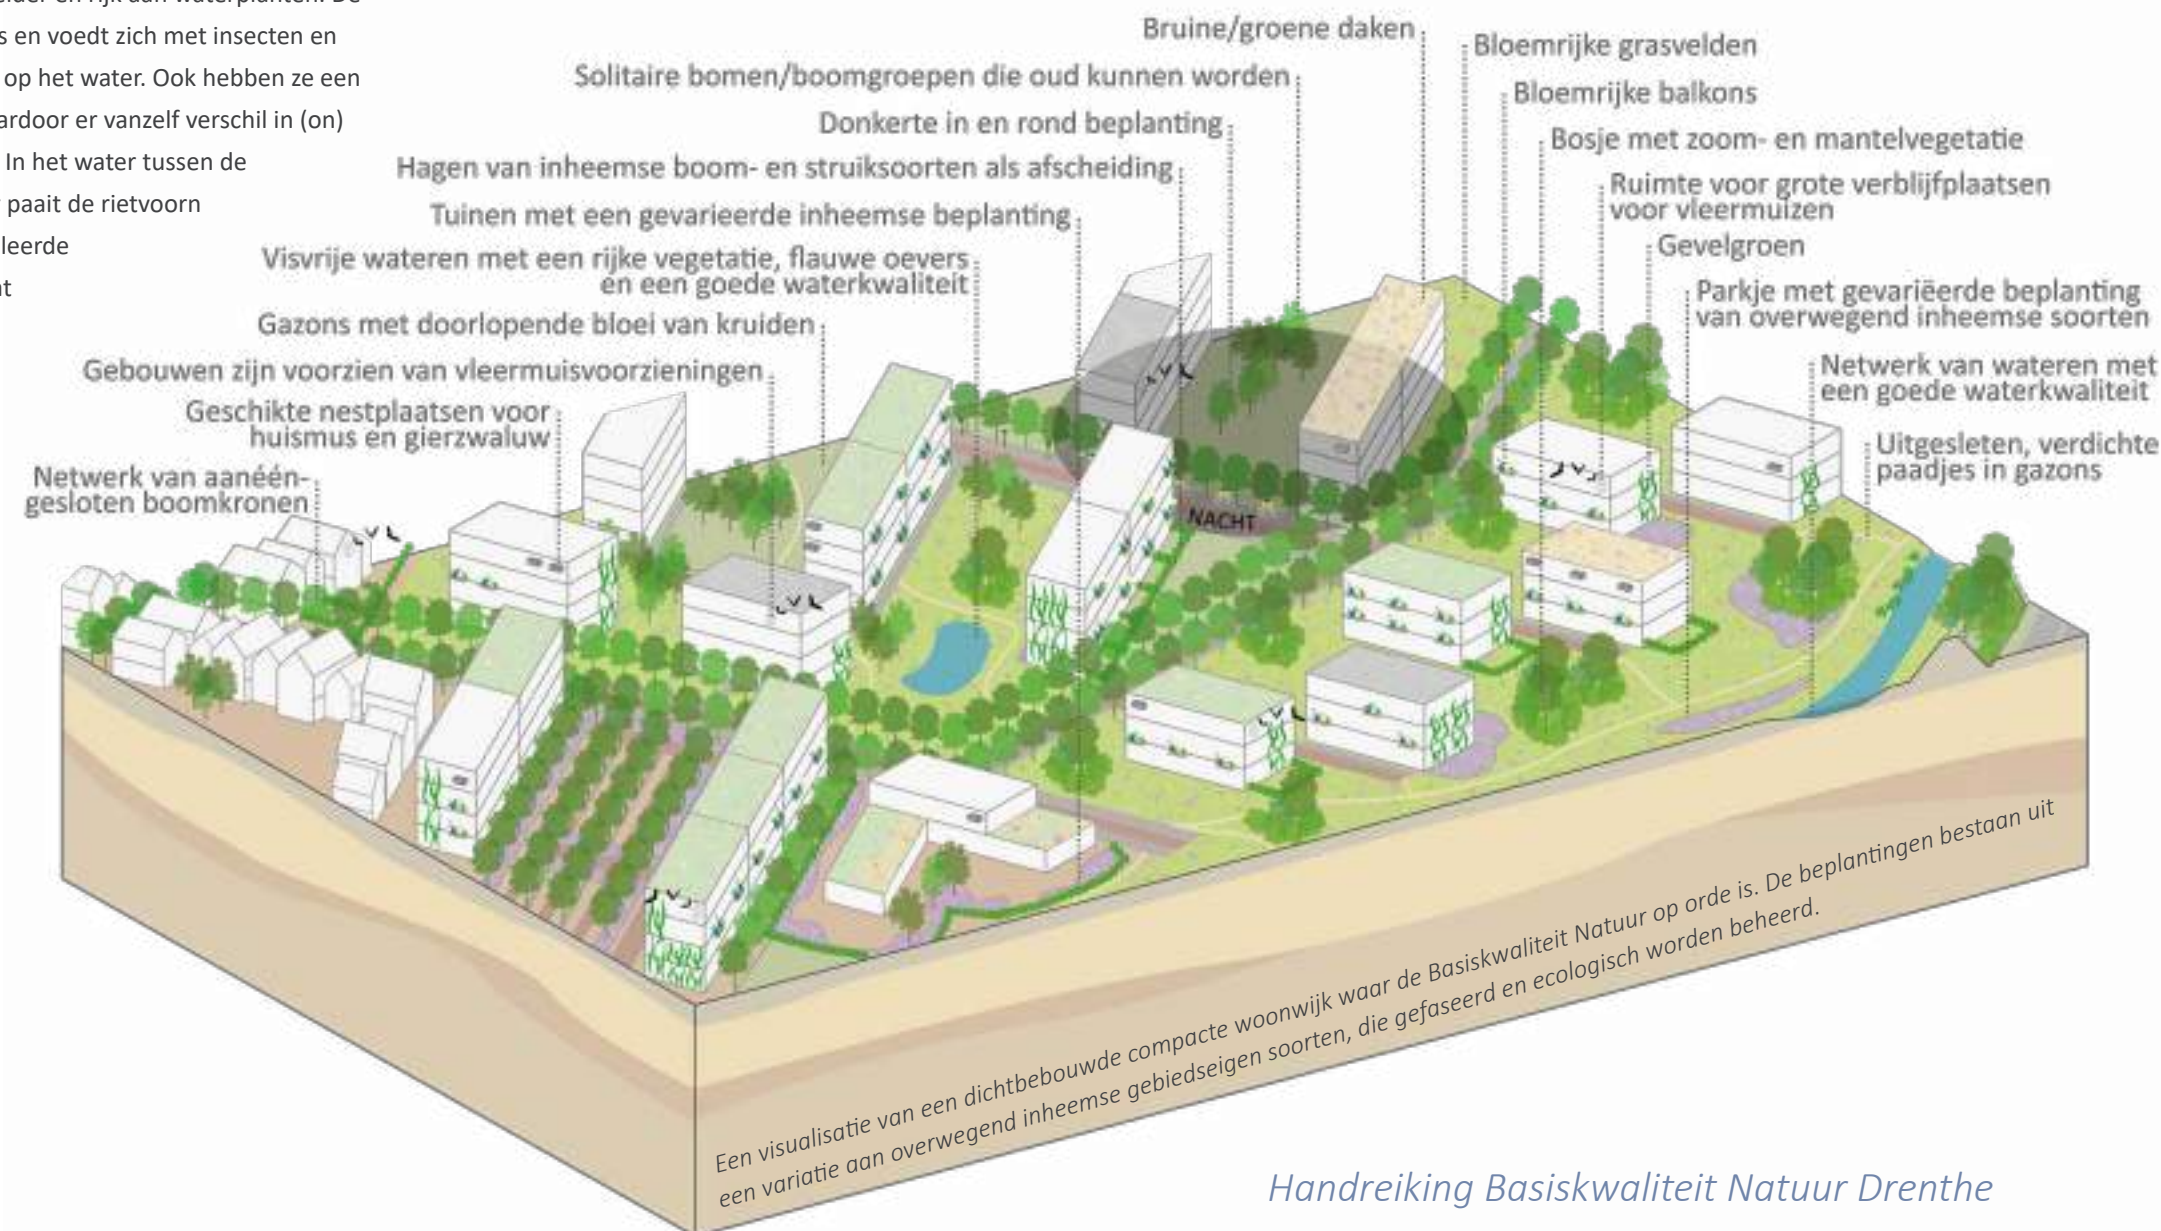 s en voedt zich met insecten en
op het water. Ook hebben ze een
ardoor er vanzelf verschil in (on)
In het water tussen de
paait de rietvoorn
leerde
Bruine/groene daken
Solitaire bomen/boomgroepen die oud kunnen worden
Donkerte in en rond beplanting
Hagen van inheemse boom- en struiksoorten als afscheiding
Tuinen met een gevarieerde inheemse beplanting
Visvrije wateren met een rijke vegetatie, flauwe oevers
en een goede waterkwaliteit
Gazons met doorlopende bloei van kruiden
Gebouwen zijn voorzien van vleermuisvoorzieningen
Geschikte nestplaatsen voor
huismus en gierzwaluw
Netwerk van aanéén-
gesloten boomkronen
Bloemrijke grasvelden
Bloemrijke balkons
Bosje met zoom- en mantelvegetatie
Ruimte voor grote verblijfplaatsen
voor vleermuizen
Gevelgroen
Parkje met gevariëerde beplanting
van overwegend inheemse soorten
Netwerk van wateren met
een goede waterkwaliteit
Uitgesleten, verdichte
paadjes in gazons
NACHT
Een visualisatie van een dichtbebouwde compacte woonwijk waar de Basiskwaliteit Natuur op orde is. De beplantingen bestaan uit
een variatie aan overwegend inheemse gebiedseigen soorten, die gefaseerd en ecologisch worden beheerd.
Handreiking Basiskwaliteit Natuur Drenthe